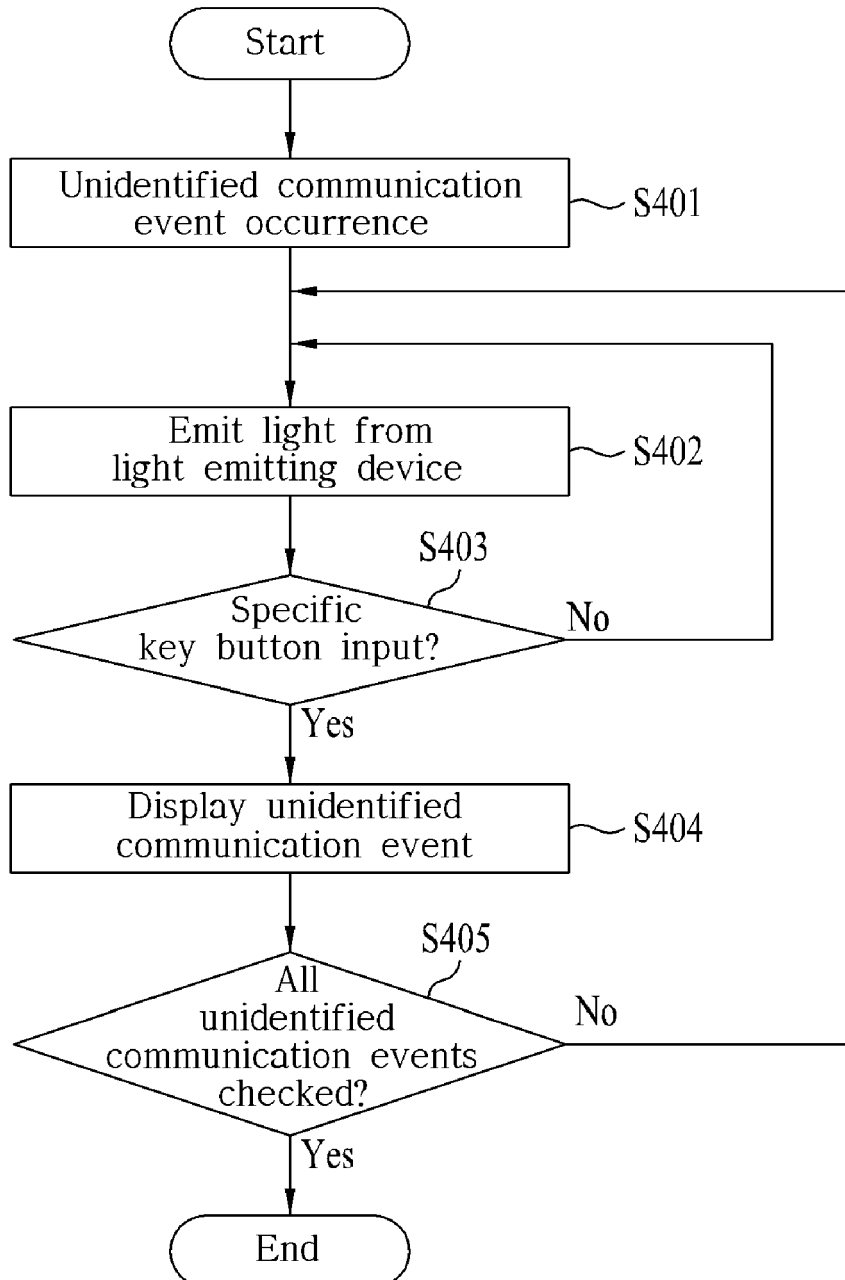 Start
Unidentified communication
event occurrence
S401
Emit light from
light emitting device
S402
S403
Specific
key button input?
No
Yes
Display unidentified
communication event
S404
S405
All
unidentified
communication events
checked?
No
Yes
End